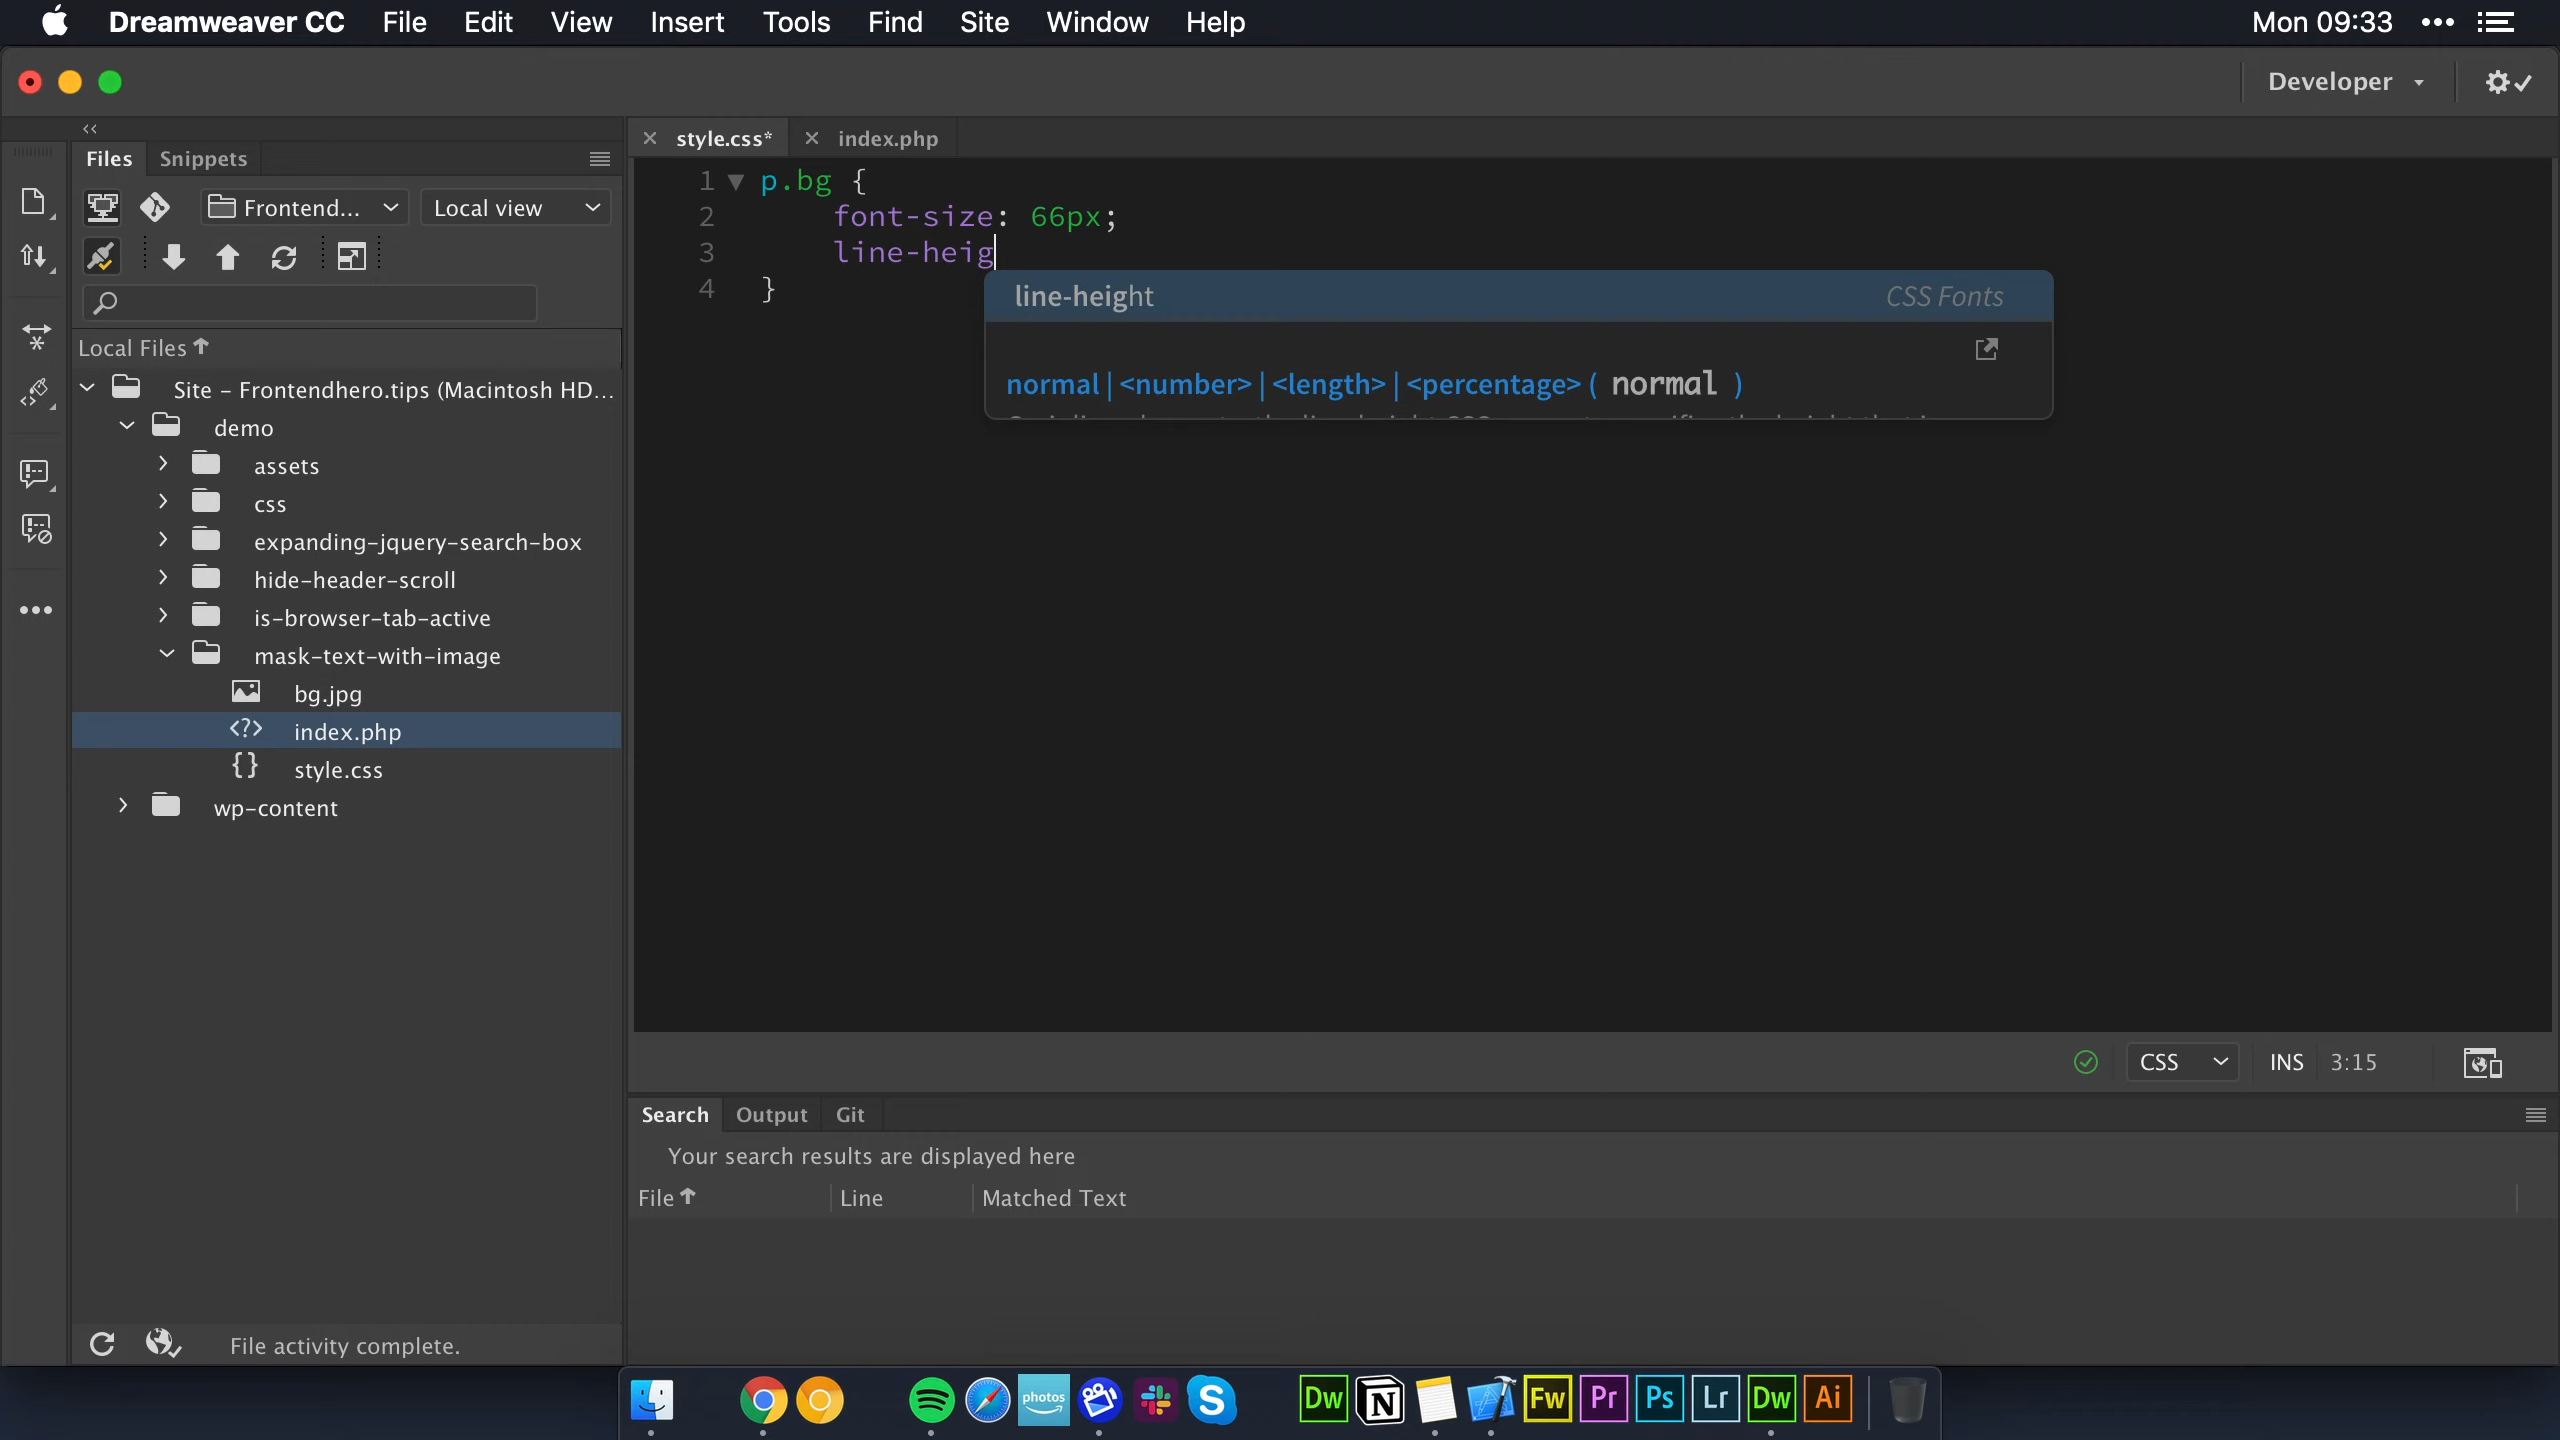 Dreamweaver CC File Edit View Insert Tools Find Site Window Help Mon 09:33
Developer
style.css* index.php
Files Snippets
Frontend... Local view
Local Files
Site – Frontendhero.tips (Macintosh HD...
demo
assets
css
expanding-jquery-search-box
hide-header-scroll
is-browser-tab-active
mask-text-with-image
bg.jpg
index.php
style.css
wp-content
File activity complete.
1 p.bg {
2 font-size: 66px;
3 line-heig
4 }
line-height CSS Fonts
normal | <number> | <length> | <percentage> ( normal )
CSS INS 3:15
Search Output Git
Your search results are displayed here
File Line Matched Text
photos Dw N Fw Pr Ps Lr Dw Ai